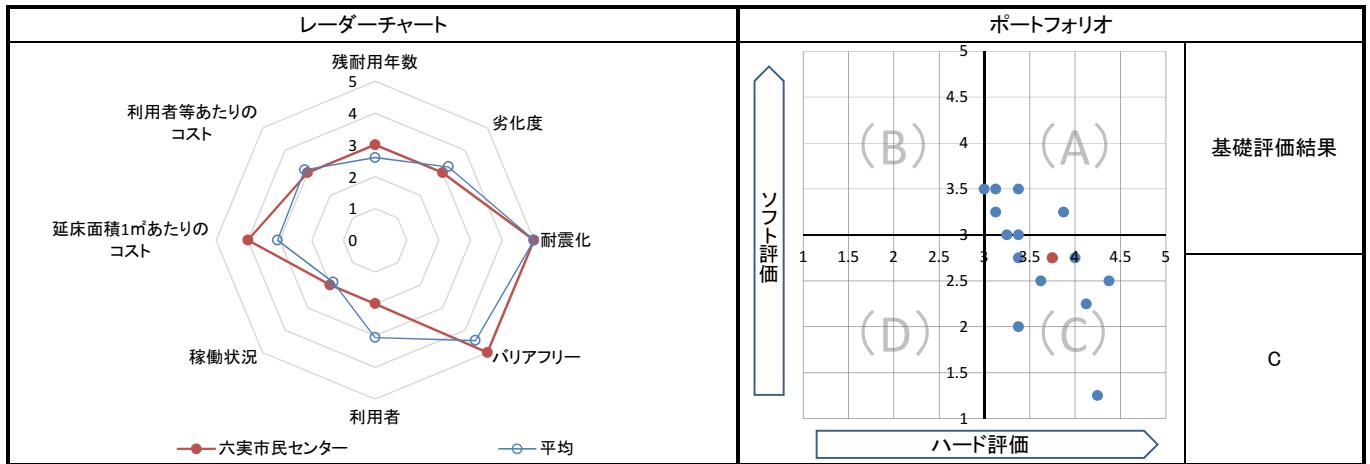 レーダーチャート
残耐用年数
劣化度
耐震化
バリアフリー
利用者
稼働状況
延床面積1㎡あたりの
コスト
利用者等あたりの
コスト
5
4
3
2
1
0
六実市民センター
平均
ポートフォリオ
ソフト評価
5
4.5
4
3.5
3
2.5
2
1.5
1
1
1.5
2
2.5
3
3.5
4
4.5
5
(B)
(A)
(D)
(C)
ハード評価
基礎評価結果
C